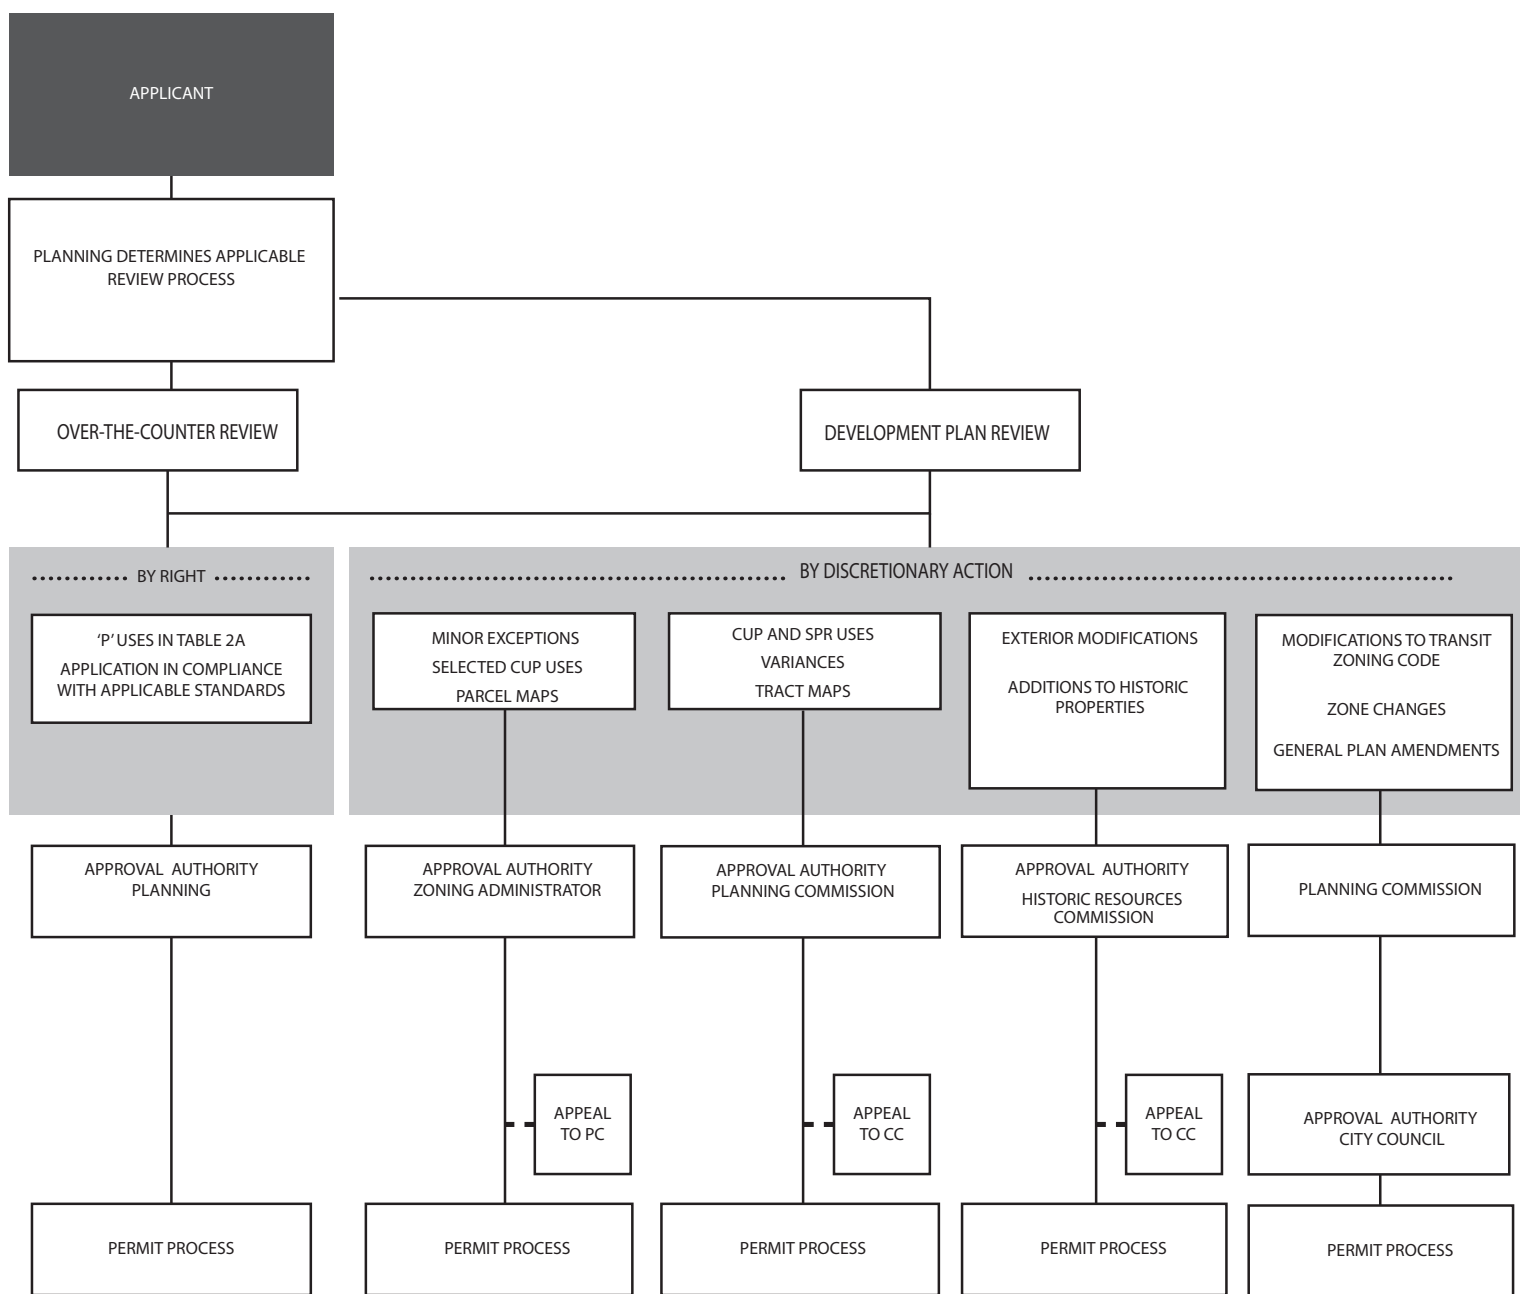 APPLICANT
PLANNING DETERMINES APPLICABLE
REVIEW PROCESS
OVER-THE-COUNTER REVIEW
DEVELOPMENT PLAN REVIEW
BY RIGHT
BY DISCRETIONARY ACTION
‘P’ USES IN TABLE 2A
APPLICATION IN COMPLIANCE
WITH APPLICABLE STANDARDS
MINOR EXCEPTIONS
SELECTED CUP USES
PARCEL MAPS
CUP AND SPR USES
VARIANCES
TRACT MAPS
EXTERIOR MODIFICATIONS
ADDITIONS TO HISTORIC
PROPERTIES
MODIFICATIONS TO TRANSIT
ZONING CODE
ZONE CHANGES
GENERAL PLAN AMENDMENTS
APPROVAL AUTHORITY
PLANNING
APPROVAL AUTHORITY
ZONING ADMINISTRATOR
APPROVAL AUTHORITY
PLANNING COMMISSION
APPROVAL AUTHORITY
HISTORIC RESOURCES
COMMISSION
PLANNING COMMISSION
APPEAL
TO PC
APPEAL
TO CC
APPEAL
TO CC
APPROVAL AUTHORITY
CITY COUNCIL
PERMIT PROCESS
PERMIT PROCESS
PERMIT PROCESS
PERMIT PROCESS
PERMIT PROCESS